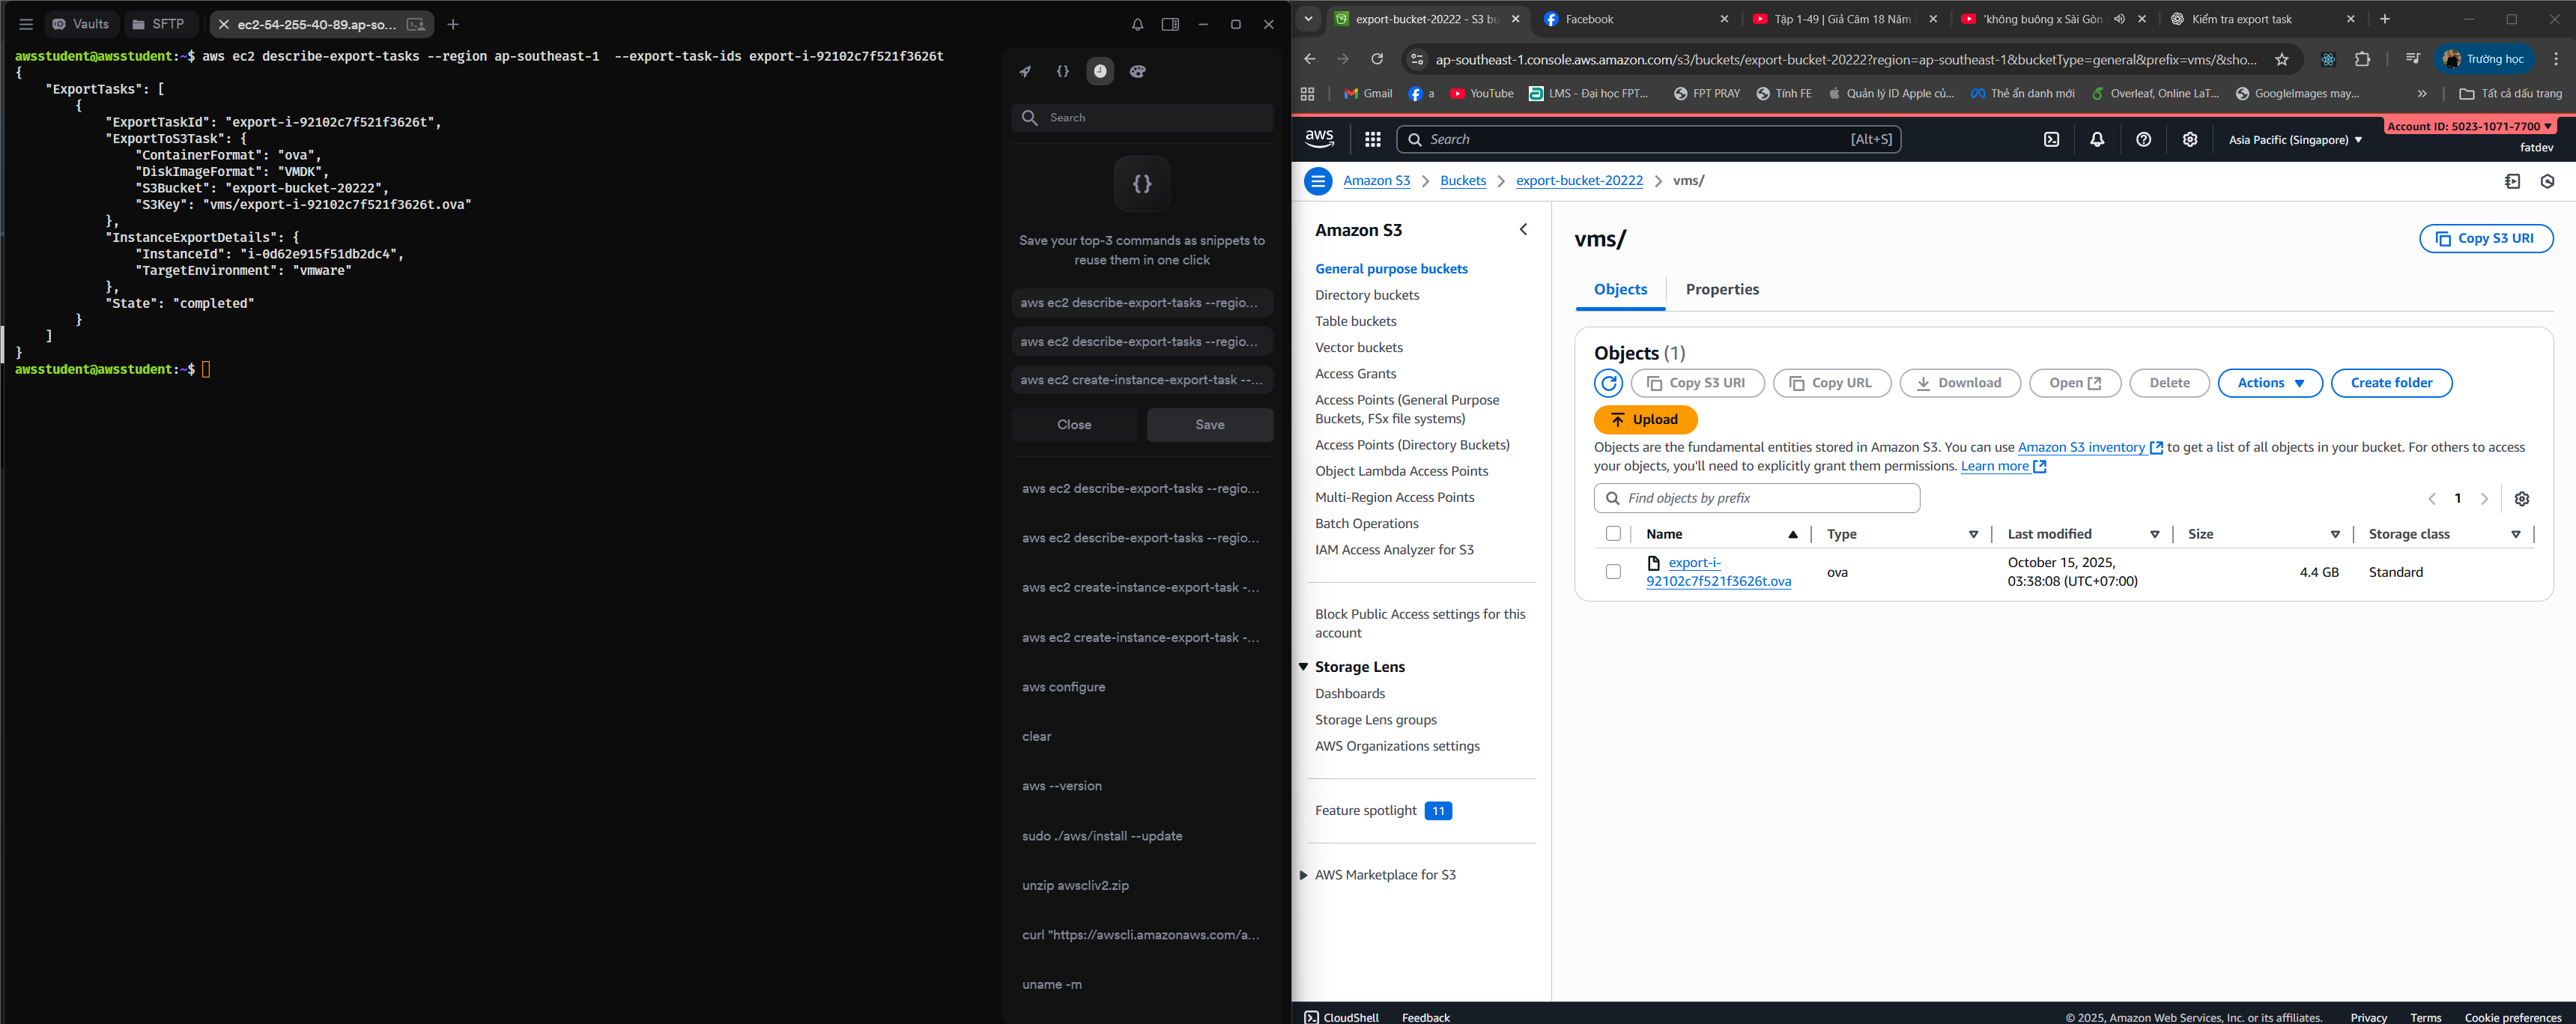 Vaults
SFTP
ec2-54-255-40-89.ap-so...
awsstudent@awsstudent:~$ aws ec2 describe-export-tasks --region ap-southeast-1  --export-task-ids export-i-92102c7f521f3626t
{
    "ExportTasks": [
        {
            "ExportTaskId": "export-i-92102c7f521f3626t",
            "ExportToS3Task": {
                "ContainerFormat": "ova",
                "DiskImageFormat": "VMDK",
                "S3Bucket": "export-bucket-20222",
                "S3Key": "vms/export-i-92102c7f521f3626t.ova"
            },
            "InstanceExportDetails": {
                "InstanceId": "i-0d62e915f51db2dc4",
                "TargetEnvironment": "vmware"
            },
            "State": "completed"
        }
    ]
}
awsstudent@awsstudent:~$
Search
{}
Save your top-3 commands as snippets to
reuse them in one click
aws ec2 describe-export-tasks --regio...
aws ec2 describe-export-tasks --regio...
aws ec2 create-instance-export-task --...
Close
Save
aws ec2 describe-export-tasks --regio...
aws ec2 describe-export-tasks --regio...
aws ec2 create-instance-export-task -...
aws ec2 create-instance-export-task -...
aws configure
clear
aws --version
sudo ./aws/install --update
unzip awscliv2.zip
curl "https://awscli.amazonaws.com/a...
uname -m
export-bucket-20222 - S3 bu
Facebook
Tập 1-49 | Giả Câm 18 Năm
"không buông x Sài Gòn
Kiểm tra export task
ap-southeast-1.console.aws.amazon.com/s3/buckets/export-bucket-20222?region=ap-southeast-1&bucketType=general&prefix=vms/&sho...
Trường học
Gmail
a
YouTube
LMS - Đại học FPT...
FPT PRAY
Tính FE
Quản lý ID Apple củ...
Thẻ ẩn danh mới
Overleaf, Online LaT...
GoogleImages may...
Tất cả dấu trang
aws
Search
[Alt+S]
Asia Pacific (Singapore)
Account ID: 5023-1071-7700
fatdev
Amazon S3
Buckets
export-bucket-20222
vms/
Amazon S3
General purpose buckets
Directory buckets
Table buckets
Vector buckets
Access Grants
Access Points (General Purpose
Buckets, FSx file systems)
Access Points (Directory Buckets)
Object Lambda Access Points
Multi-Region Access Points
Batch Operations
IAM Access Analyzer for S3
Block Public Access settings for this
account
Storage Lens
Dashboards
Storage Lens groups
AWS Organizations settings
Feature spotlight 11
AWS Marketplace for S3
vms/
Copy S3 URI
Objects
Properties
Objects (1)
Copy S3 URI
Copy URL
Download
Open
Delete
Actions
Create folder
Upload
Objects are the fundamental entities stored in Amazon S3. You can use Amazon S3 inventory to get a list of all objects in your bucket. For others to access
your objects, you'll need to explicitly grant them permissions. Learn more
Find objects by prefix
1
Name
Type
Last modified
Size
Storage class
export-i-
92102c7f521f3626t.ova
ova
October 15, 2025,
03:38:08 (UTC+07:00)
4.4 GB
Standard
CloudShell
Feedback
© 2025, Amazon Web Services, Inc. or its affiliates.
Privacy
Terms
Cookie preferences